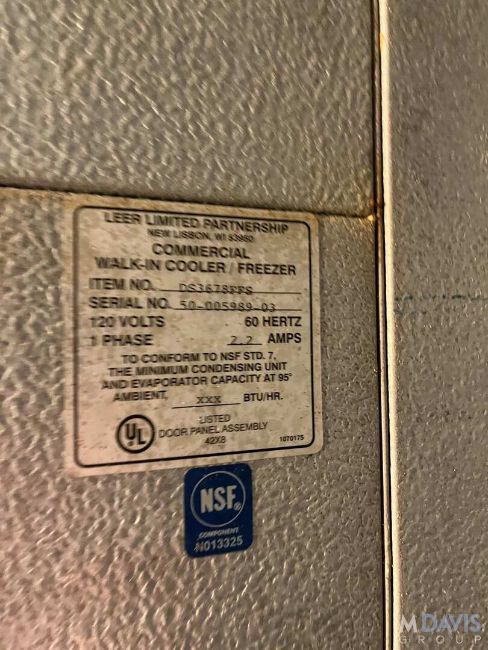 LEER LIMITED PARTNERSHIP
NEW LISBON, WI 53950
COMMERCIAL
WALK-IN COOLER / FREEZER
ITEM NO. DS3678FFS
SERIAL NO. 50-005989-03
120 VOLTS 60 HERTZ
1 PHASE 2.2 AMPS
TO CONFORM TO NSF STD. 7,
THE MINIMUM CONDENSING UNIT
AND EVAPORATOR CAPACITY AT 95°
AMBIENT, XXX BTU/HR.
UL
LISTED
DOOR PANEL ASSEMBLY
42X8
1070175
NSF®
COMPONENT
N013325
M.DAVIS
GROUP